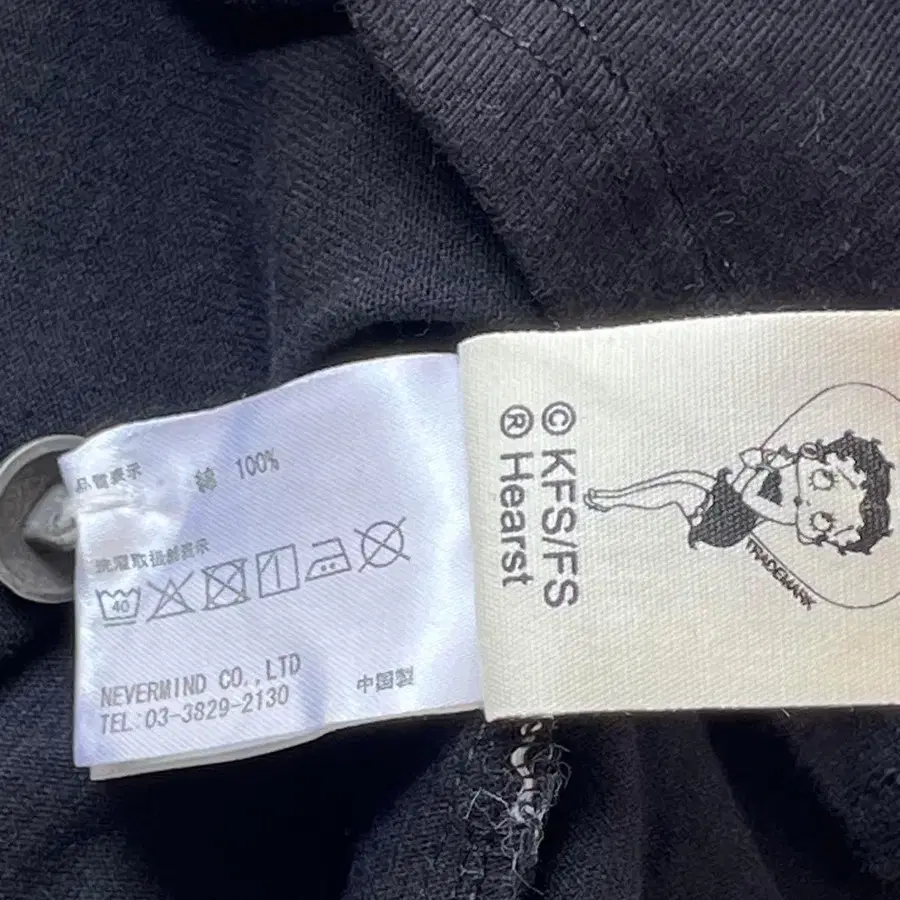 品質表示
綿 100%
洗濯取扱絵表示
40
NEVERMIND CO.,LTD
TEL:03-3829-2130
中国製
© KFS/FS
® Hearst
TRADEMARK